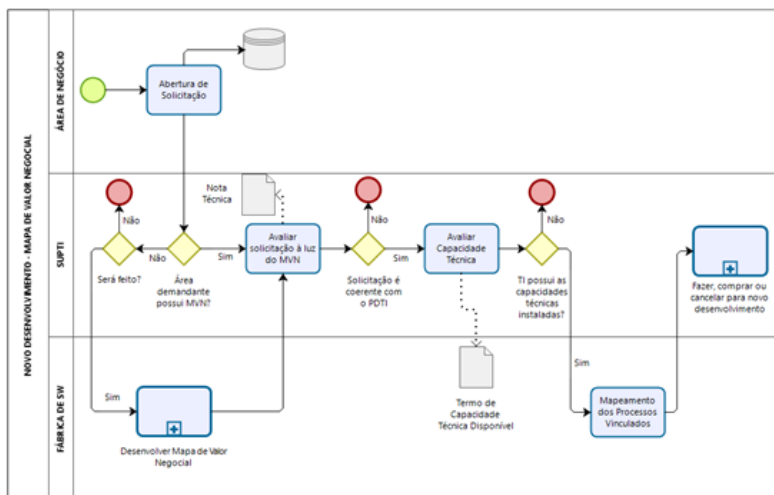 NOVO DESENVOLVIMENTO - MAPA DE VALOR NEGOCIAL
ÁREA DE NEGÓCIO
Abertura de
Solicitação
SUPTI
Não
Será feito?
Não
Área
demandante
possui MVN?
Sim
Nota
Técnica
Avaliar
solicitação à luz
do MVN
Não
Solicitação é
coerente com
o PDTI
Sim
Avaliar
Capacidade
Técnica
Não
TI possui as
capacidades
técnicas
instaladas?
Fazer, comprar ou
cancelar para novo
desenvolvimento
FÁBRICA DE SW
Sim
Desenvolver Mapa de Valor
Negocial
Termo de
Capacidade
Técnica Disponível
Sim
Mapeamento
dos Processos
Vinculados